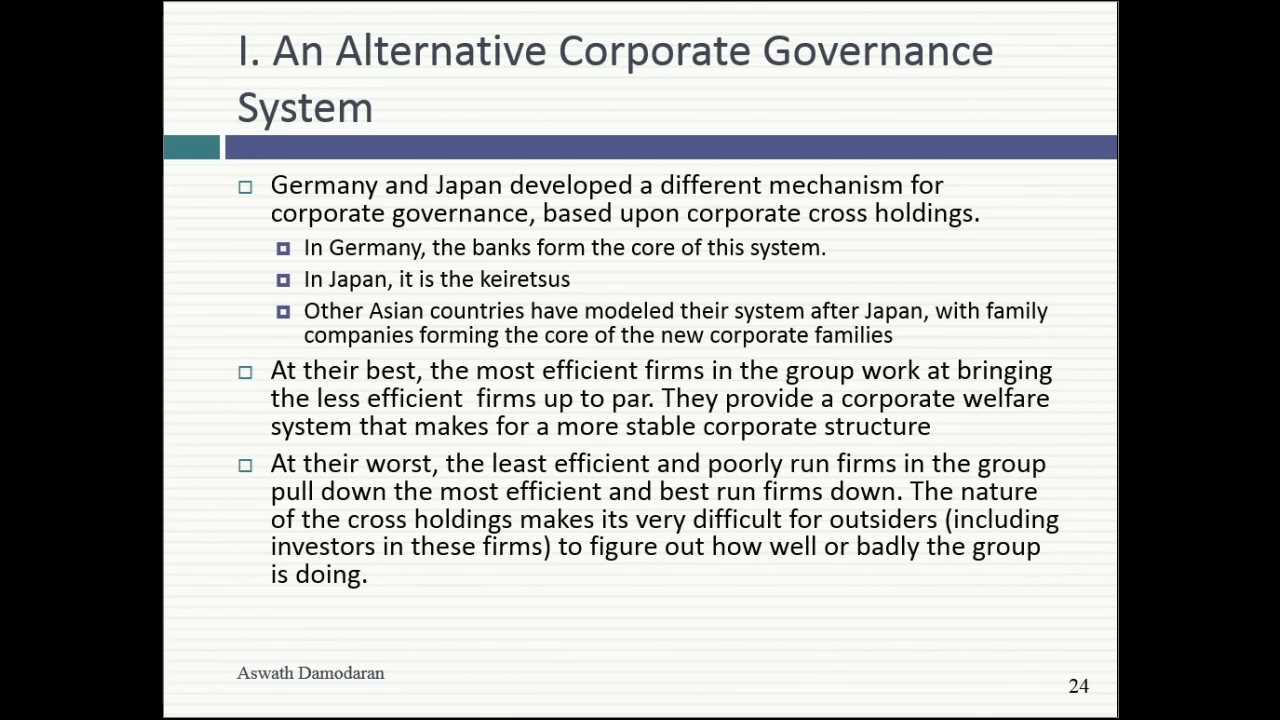 I. An Alternative Corporate Governance
System
Germany and Japan developed a different mechanism for
corporate governance, based upon corporate cross holdings.
In Germany, the banks form the core of this system.
In Japan, it is the keiretsus
Other Asian countries have modeled their system after Japan, with family
companies forming the core of the new corporate families
At their best, the most efficient firms in the group work at bringing
the less efficient  firms up to par. They provide a corporate welfare
system that makes for a more stable corporate structure
At their worst, the least efficient and poorly run firms in the group
pull down the most efficient and best run firms down. The nature
of the cross holdings makes its very difficult for outsiders (including
investors in these firms) to figure out how well or badly the group
is doing.
Aswath Damodaran
24